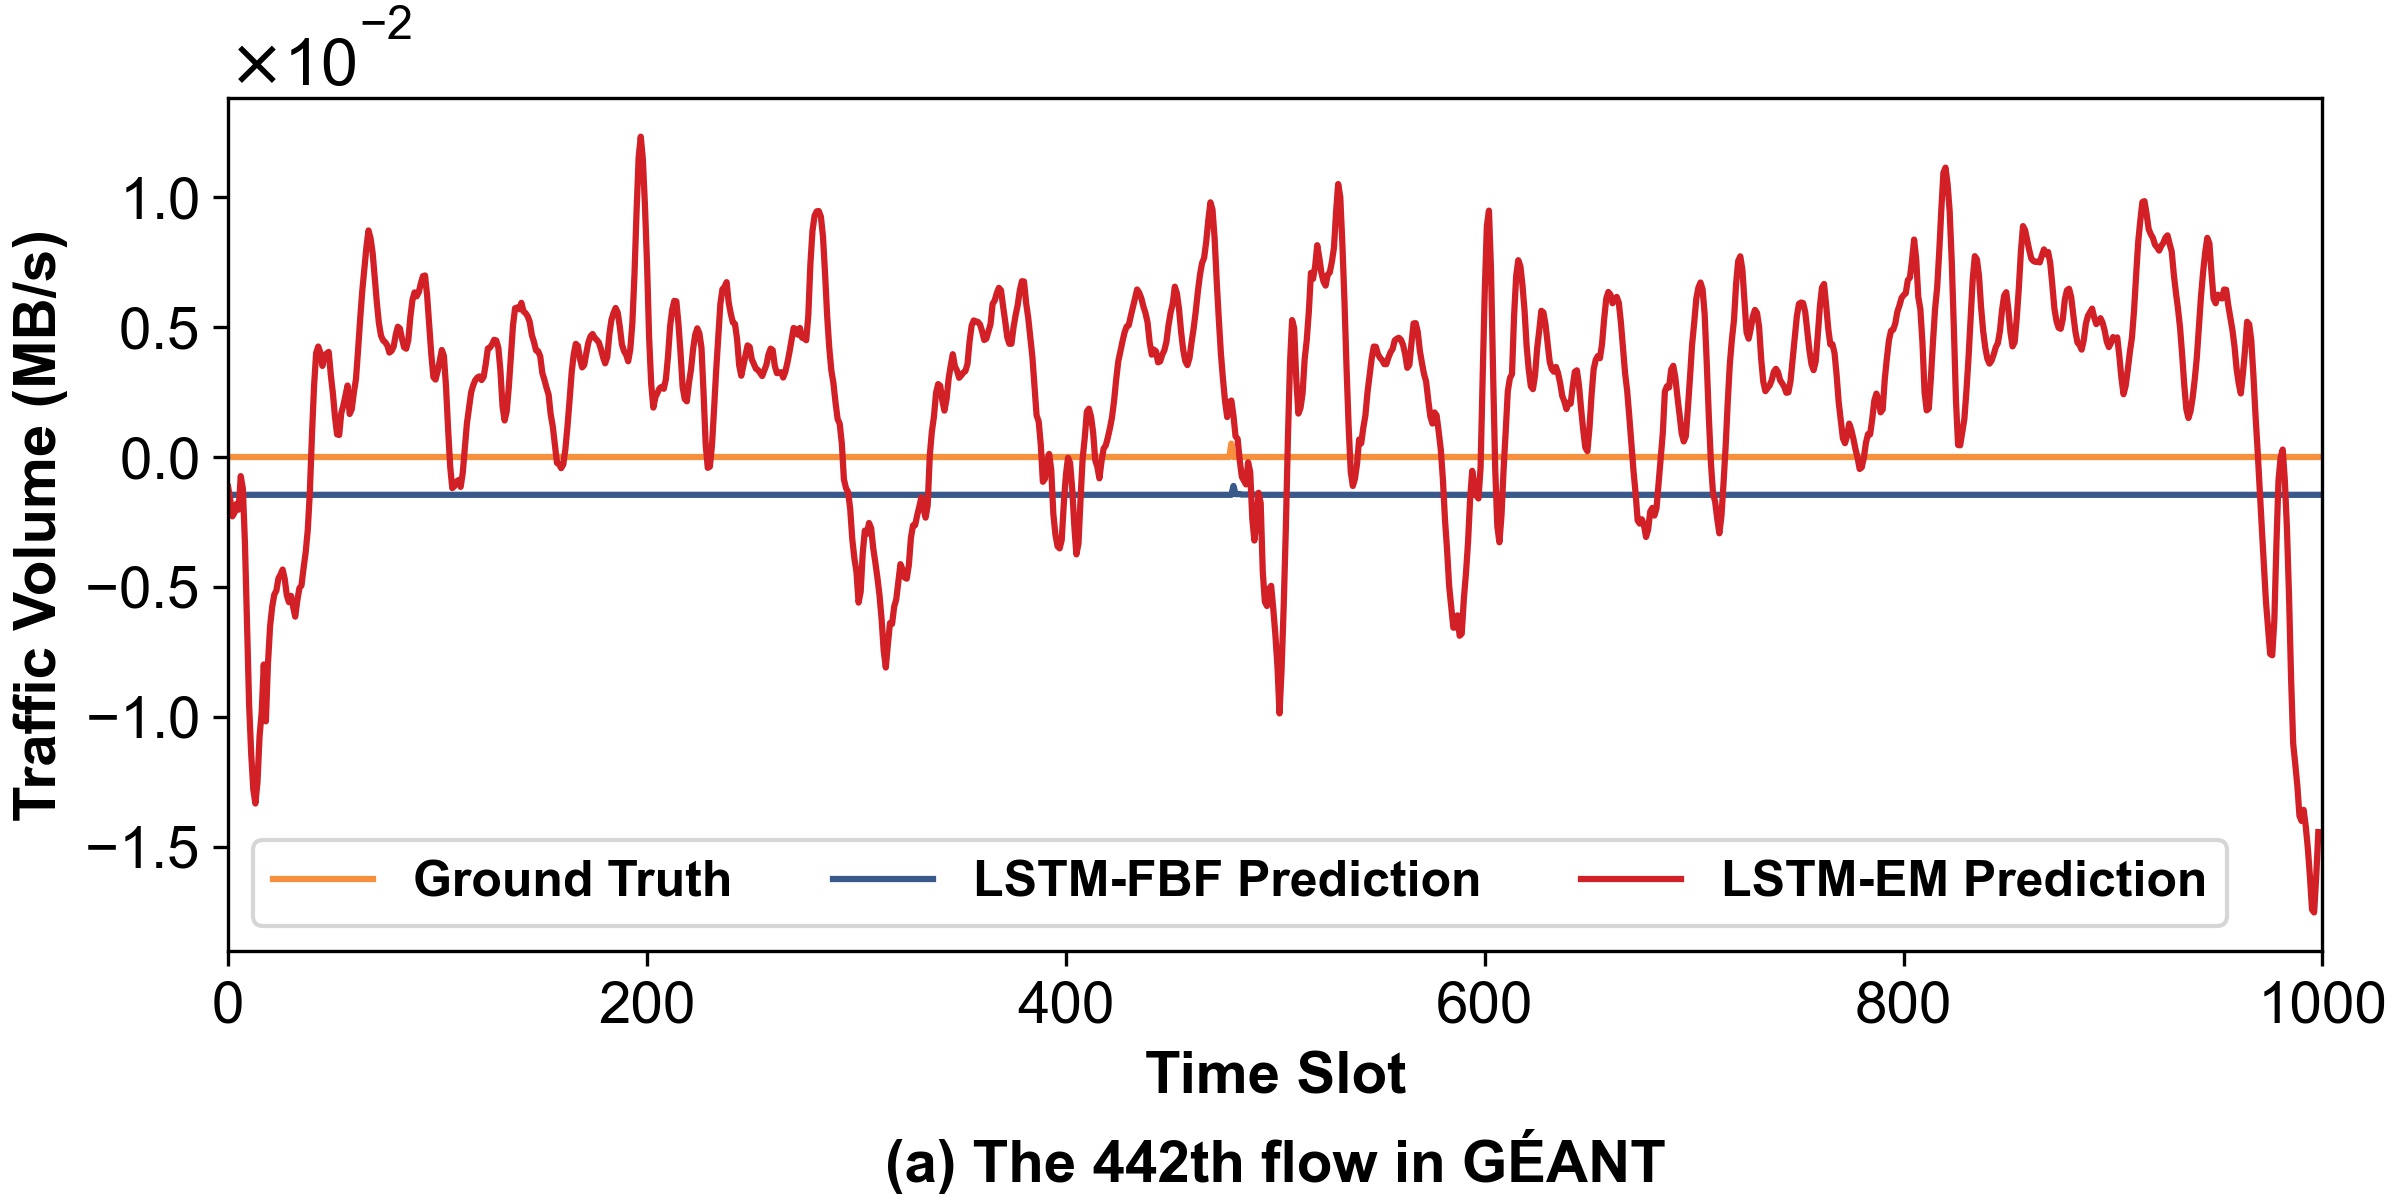 ×10⁻²
Traffic Volume (MB/s)
1.0
0.5
0.0
−0.5
−1.0
−1.5
Ground Truth LSTM-FBF Prediction LSTM-EM Prediction
0 200 400 600 800 1000
Time Slot
(a) The 442th flow in GÉANT